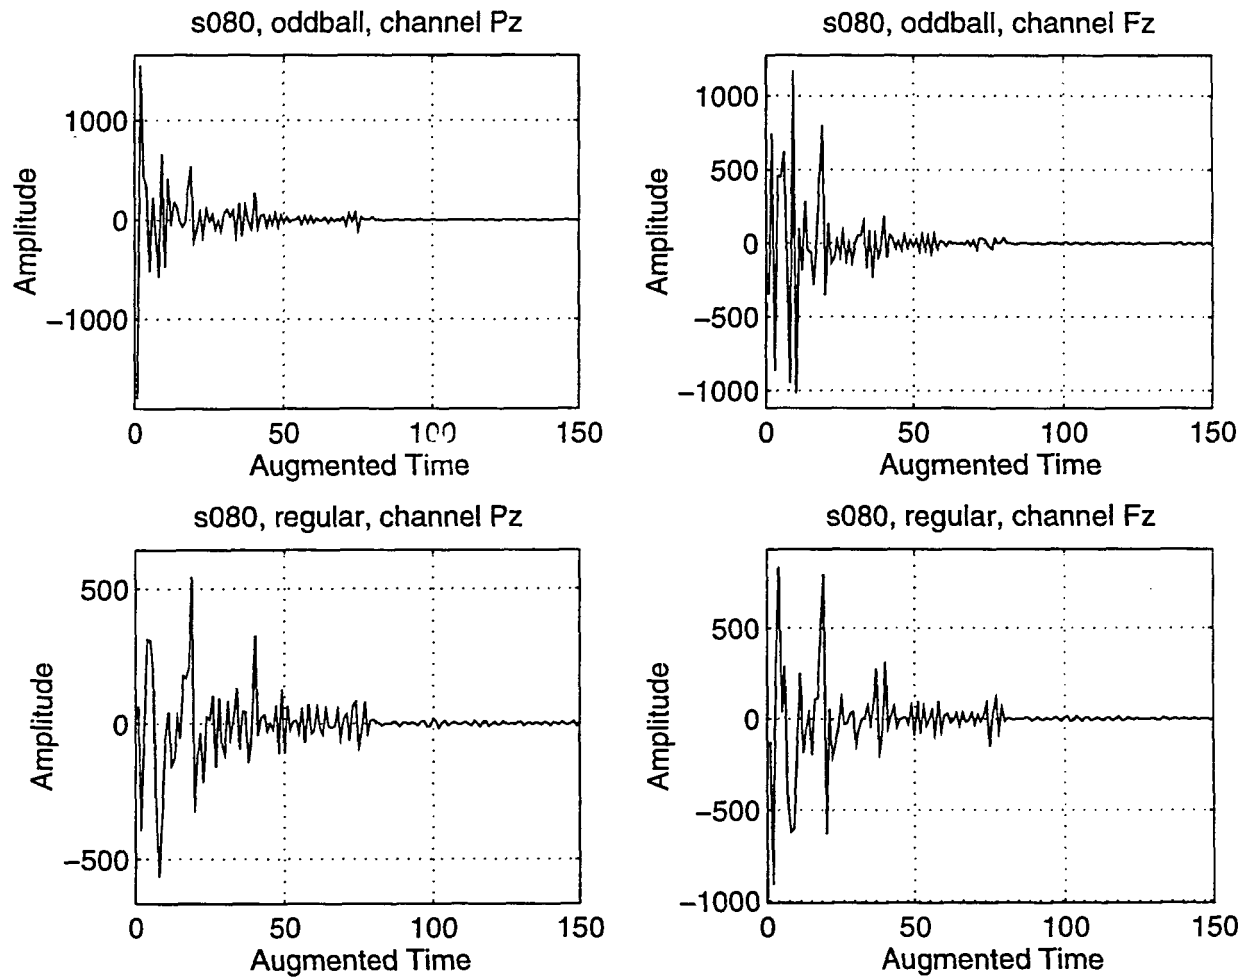 s080, oddball, channel Pz
1000
0
−1000
Amplitude
0
50
100
150
Augmented Time
s080, oddball, channel Fz
1000
500
0
−500
−1000
Amplitude
0
50
100
150
Augmented Time
s080, regular, channel Pz
500
0
−500
Amplitude
0
50
100
150
Augmented Time
s080, regular, channel Fz
500
0
−500
−1000
Amplitude
0
50
100
150
Augmented Time